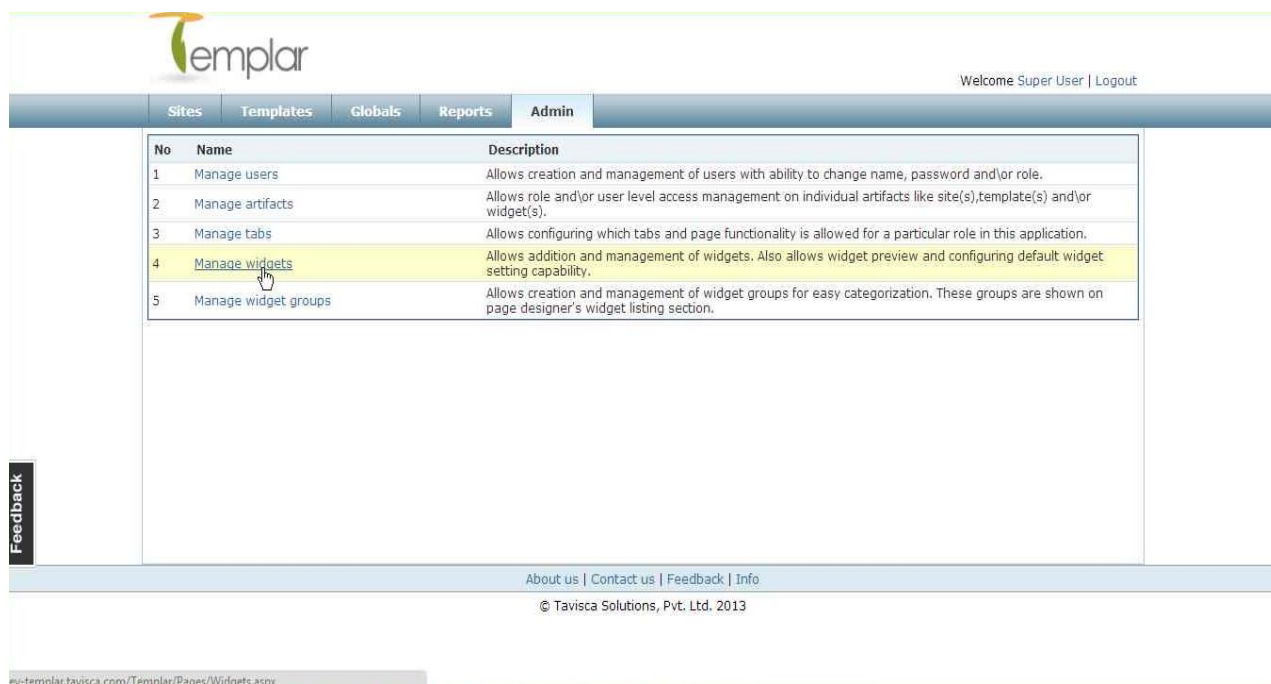 Templar
Welcome Super User | Logout
Sites Templates Globals Reports Admin
No Name Description
1 Manage users Allows creation and management of users with ability to change name, password and\or role.
2 Manage artifacts Allows role and\or user level access management on individual artifacts like site(s),template(s) and\or
widget(s).
3 Manage tabs Allows configuring which tabs and page functionality is allowed for a particular role in this application.
4 Manage widgets Allows addition and management of widgets. Also allows widget preview and configuring default widget
setting capability.
5 Manage widget groups Allows creation and management of widget groups for easy categorization. These groups are shown on
page designer's widget listing section.
Feedback
About us | Contact us | Feedback | Info
© Tavisca Solutions, Pvt. Ltd. 2013
ev-templar.tavisca.com/Templar/Pages/Widgets.aspx